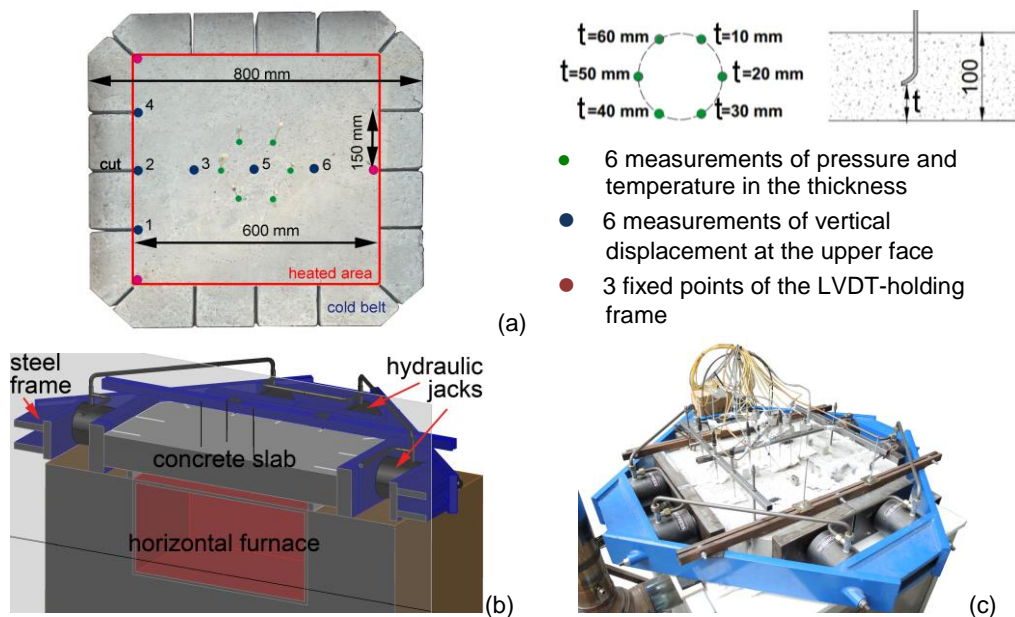 800 mm
4
cut
2
3
5
6
150 mm
1
600 mm
heated area
cold belt
(a)
t=60 mm
t=10 mm
t=50 mm
t=20 mm
t=40 mm
t=30 mm
100
t
6 measurements of pressure and
temperature in the thickness
6 measurements of vertical
displacement at the upper face
3 fixed points of the LVDT-holding
frame
steel
frame
hydraulic
jacks
concrete slab
horizontal furnace
(b)
(c)